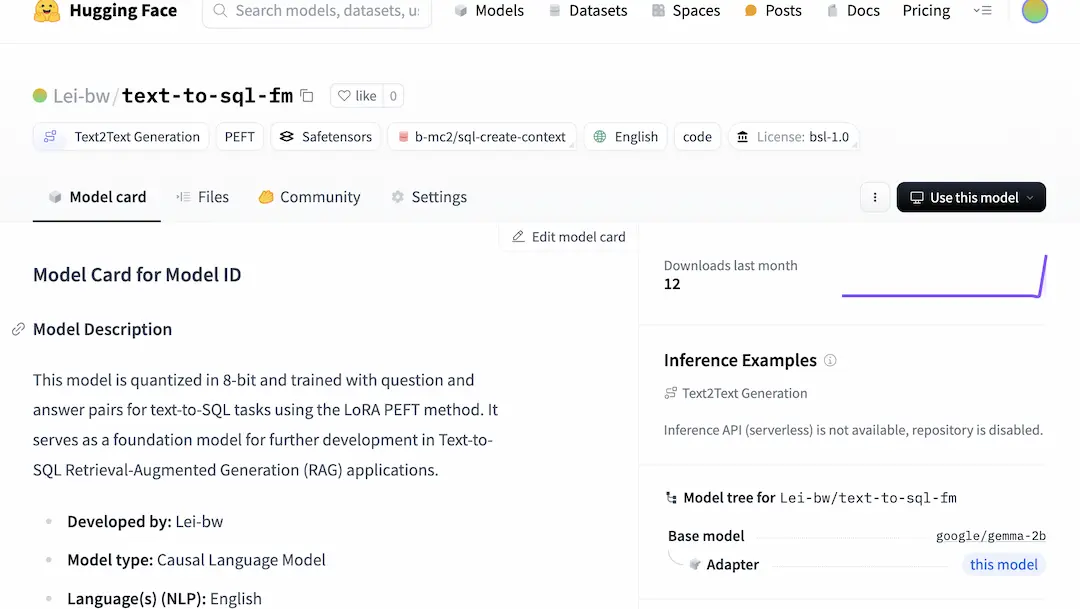 Hugging Face Search models, datasets, u Models Datasets Spaces Posts Docs Pricing
Lei-bw/text-to-sql-fm like 0
Text2Text Generation PEFT Safetensors b-mc2/sql-create-context English code License: bsl-1.0
Model card Files Community Settings Use this model
Edit model card
Model Card for Model ID
Model Description
This model is quantized in 8-bit and trained with question and
answer pairs for text-to-SQL tasks using the LoRA PEFT method. It
serves as a foundation model for further development in Text-to-
SQL Retrieval-Augmented Generation (RAG) applications.
Developed by: Lei-bw
Model type: Causal Language Model
Language(s) (NLP): English
Downloads last month
12
Inference Examples
Text2Text Generation
Inference API (serverless) is not available, repository is disabled.
Model tree for Lei-bw/text-to-sql-fm
Base model google/gemma-2b
Adapter this model